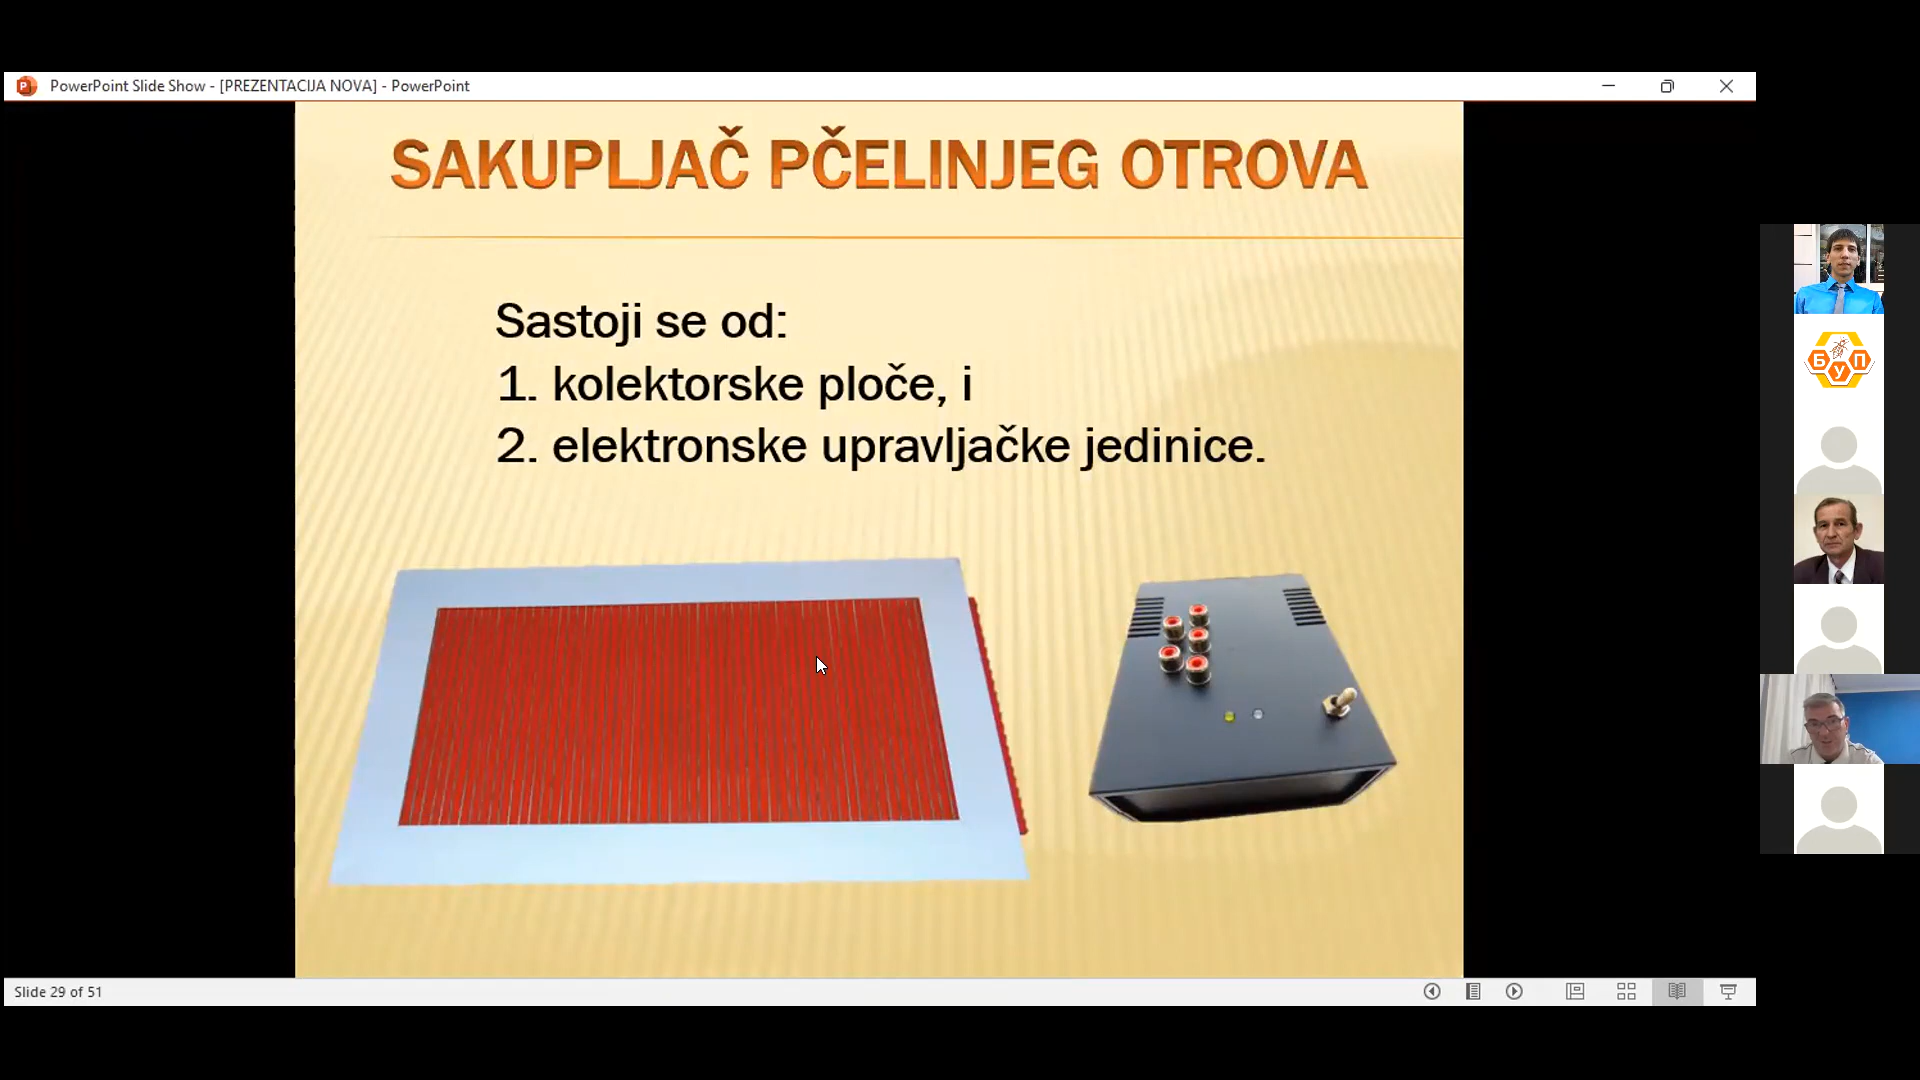 PowerPoint Slide Show - [PREZENTACIJA NOVA] - PowerPoint
SAKUPLJAČ PČELINJEG OTROVA
Sastoji se od:
1. kolektorske ploče, i
2. elektronske upravljačke jedinice.
Б У П
Slide 29 of 51